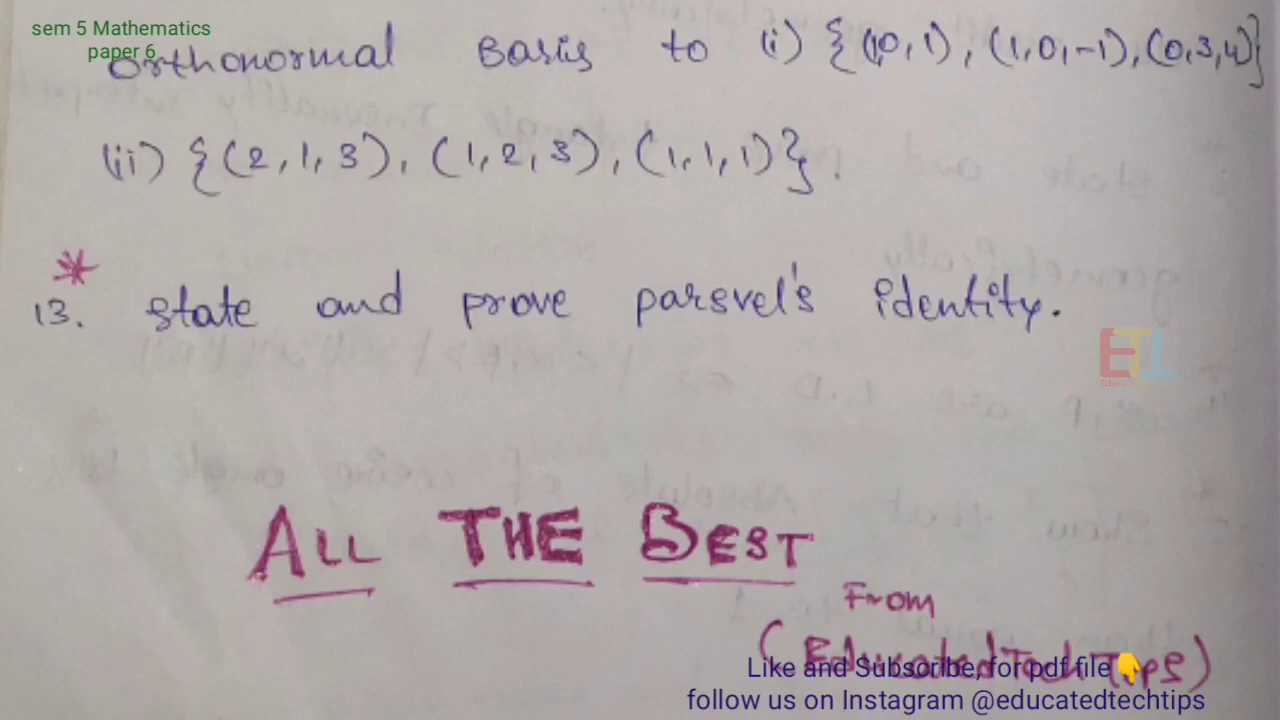 sem 5 Mathematics
paper 6
orthonormal Basis to (i) {(1,0,1), (1,0,-1), (0,3,4)}
(ii) {(2,1,3), (1,2,3), (1,1,1)}.
*
13. state and prove parsvel's identity.
ETL
ALL THE BEST
From
(EducatedTechTips)
Like and Subscribe, for pdf file👇
follow us on Instagram @educatedtechtips